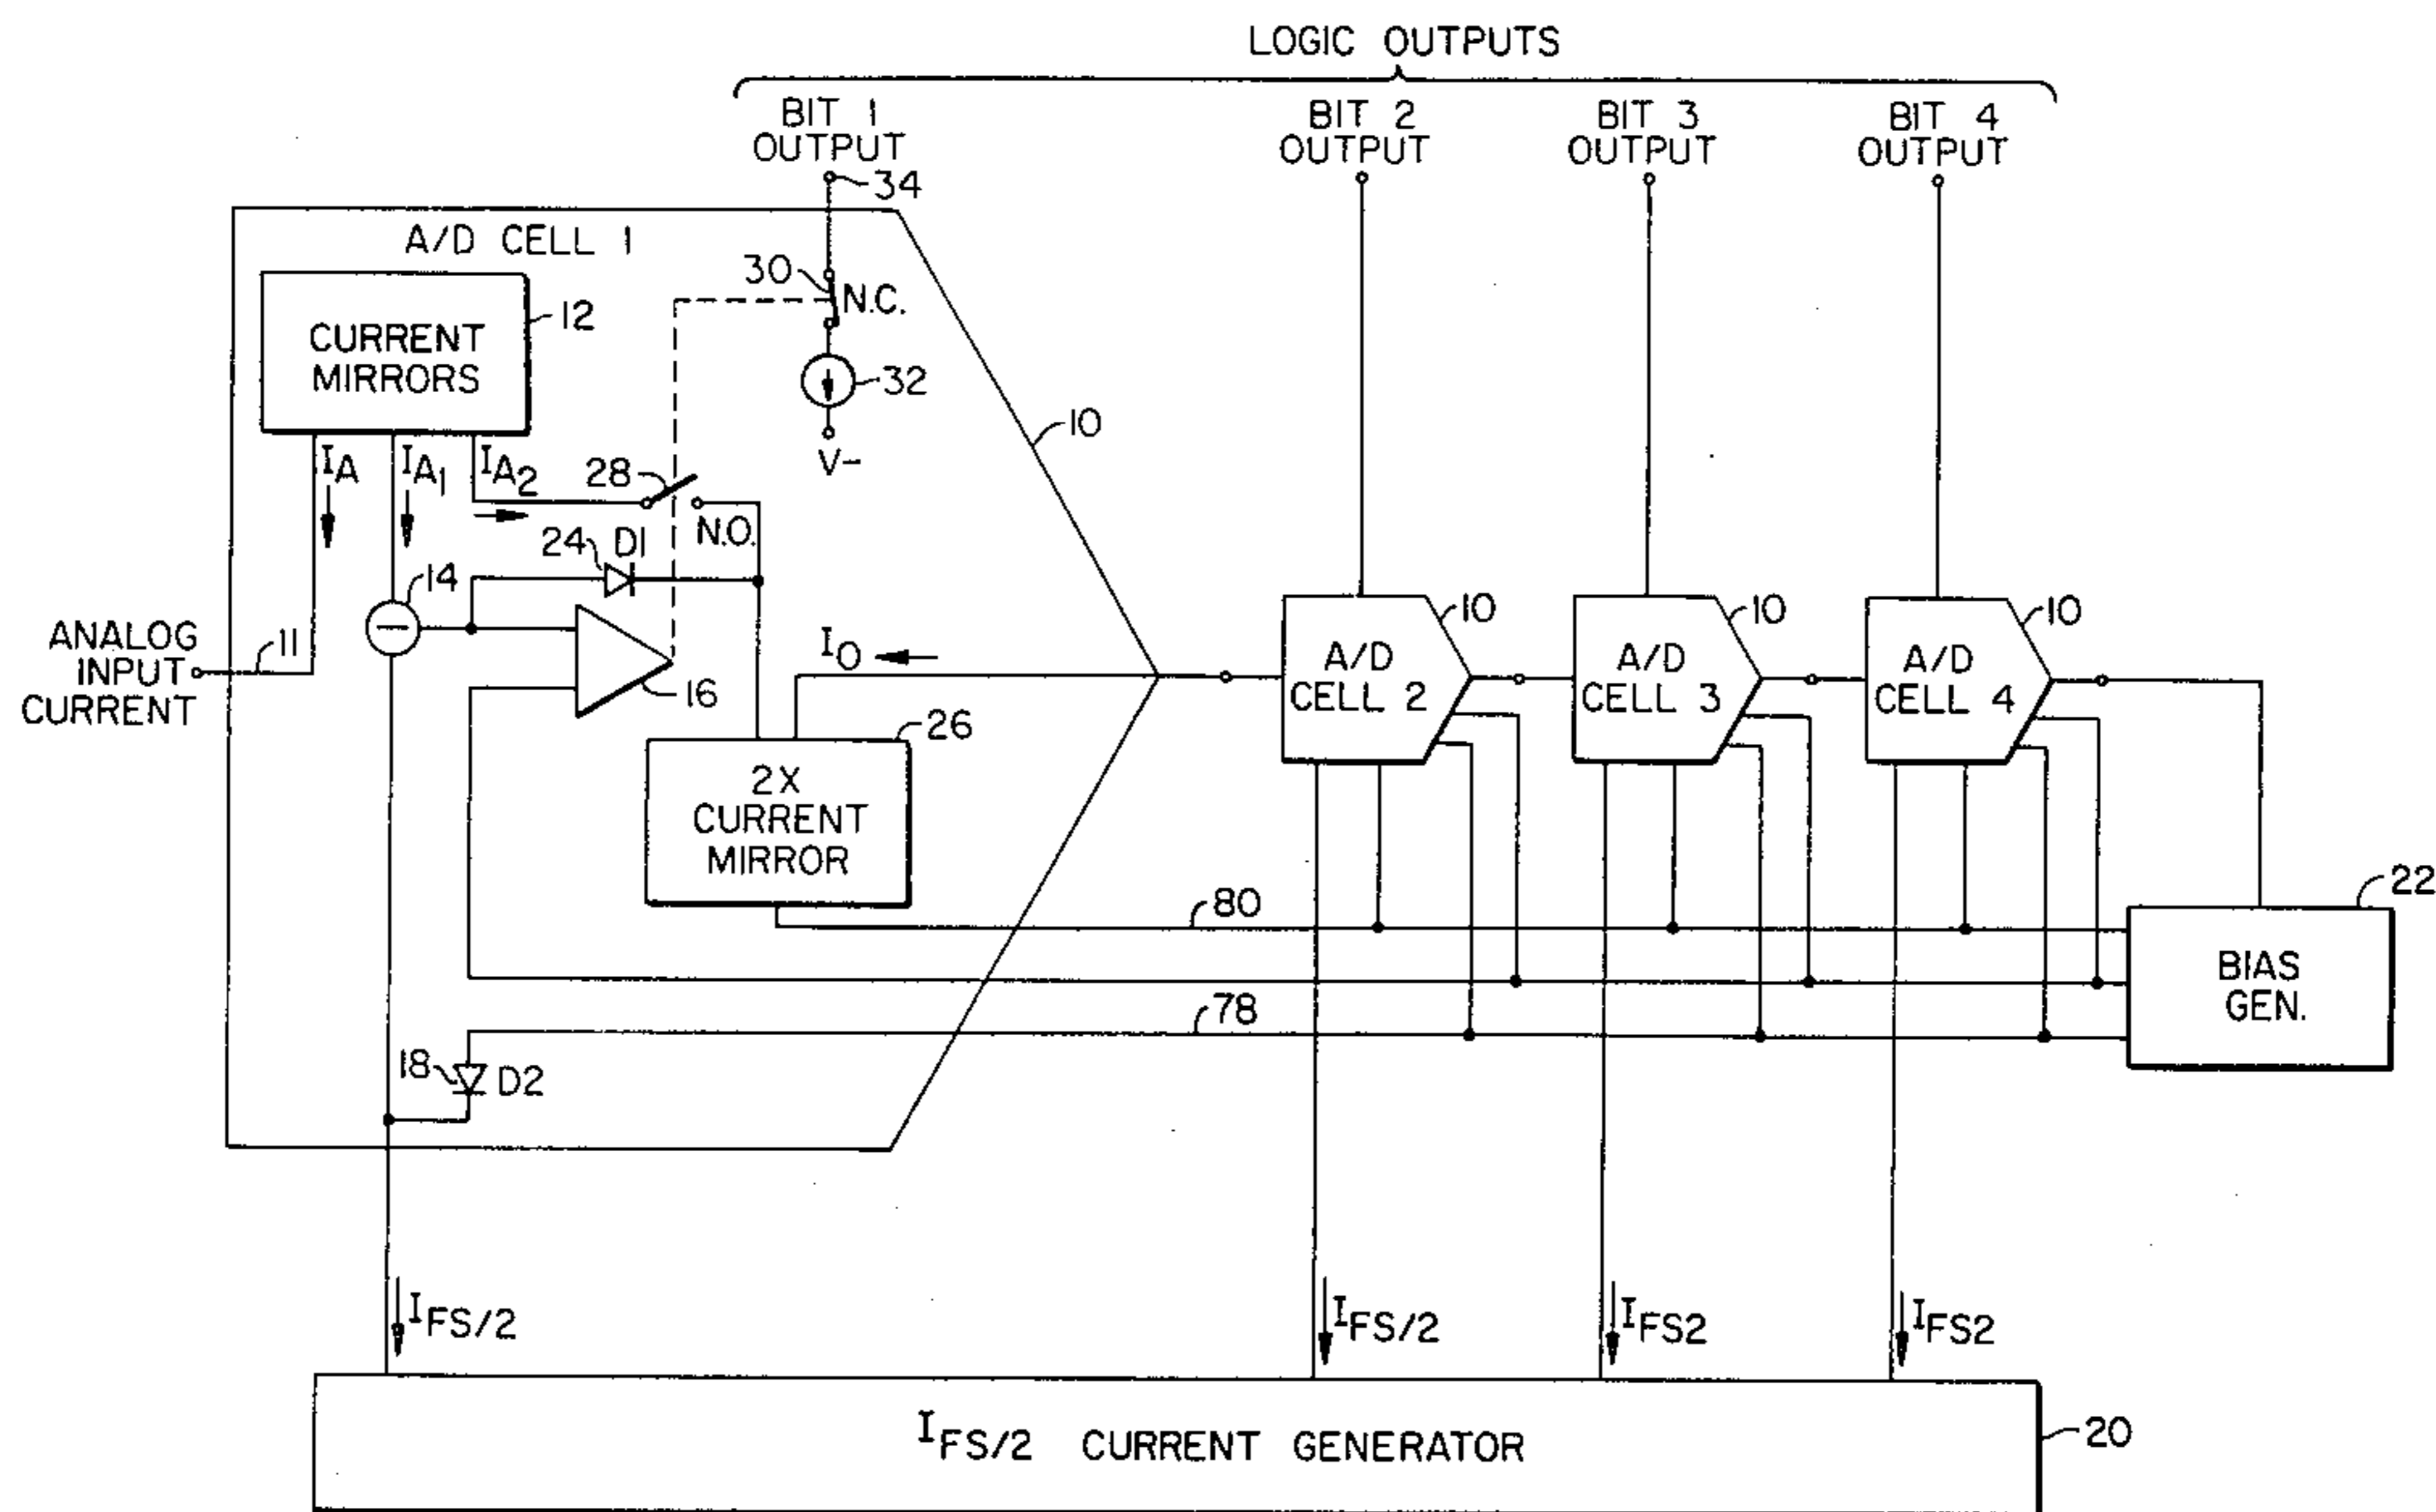 LOGIC OUTPUTS
BIT 1
OUTPUT
BIT 2
OUTPUT
BIT 3
OUTPUT
BIT 4
OUTPUT
34
A/D CELL 1
30
N.C.
CURRENT
MIRRORS
12
32
V-
10
IA
IA1
IA2
28
N.O.
24
D1
14
ANALOG
INPUT
CURRENT
11
16
IO
A/D
CELL 2
10
A/D
CELL 3
10
A/D
CELL 4
10
2X
CURRENT
MIRROR
26
80
22
BIAS
GEN.
78
18
D2
IFS/2
IFS/2
IFS2
IFS2
IFS/2 CURRENT GENERATOR
20